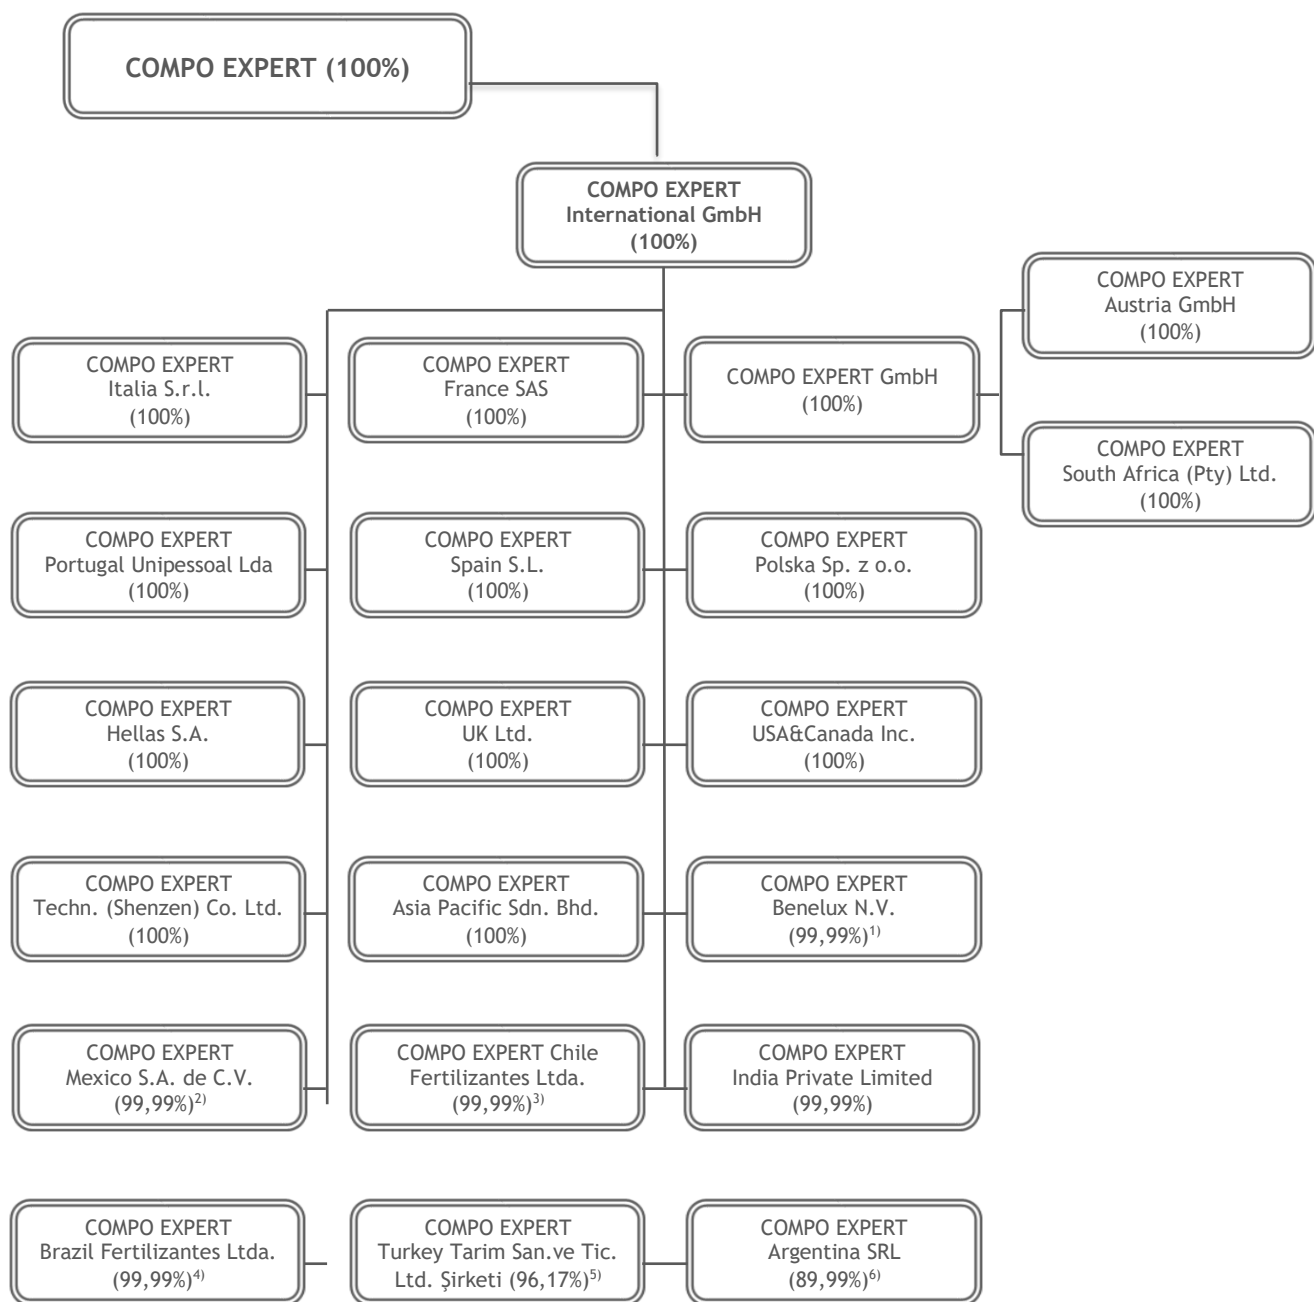 COMPO EXPERT (100%)
COMPO EXPERT
International GmbH
(100%)
COMPO EXPERT
Austria GmbH
(100%)
COMPO EXPERT
Italia S.r.l.
(100%)
COMPO EXPERT
France SAS
(100%)
COMPO EXPERT GmbH
(100%)
COMPO EXPERT
South Africa (Pty) Ltd.
(100%)
COMPO EXPERT
Portugal Unipessoal Lda
(100%)
COMPO EXPERT
Spain S.L.
(100%)
COMPO EXPERT
Polska Sp. z o.o.
(100%)
COMPO EXPERT
Hellas S.A.
(100%)
COMPO EXPERT
UK Ltd.
(100%)
COMPO EXPERT
USA&Canada Inc.
(100%)
COMPO EXPERT
Techn. (Shenzen) Co. Ltd.
(100%)
COMPO EXPERT
Asia Pacific Sdn. Bhd.
(100%)
COMPO EXPERT
Benelux N.V.
(99,99%)1)
COMPO EXPERT
Mexico S.A. de C.V.
(99,99%)2)
COMPO EXPERT Chile
Fertilizantes Ltda.
(99,99%)3)
COMPO EXPERT
India Private Limited
(99,99%)
COMPO EXPERT
Brazil Fertilizantes Ltda.
(99,99%)4)
COMPO EXPERT
Turkey Tarim San.ve Tic.
Ltd. Şirketi (96,17%)5)
COMPO EXPERT
Argentina SRL
(89,99%)6)